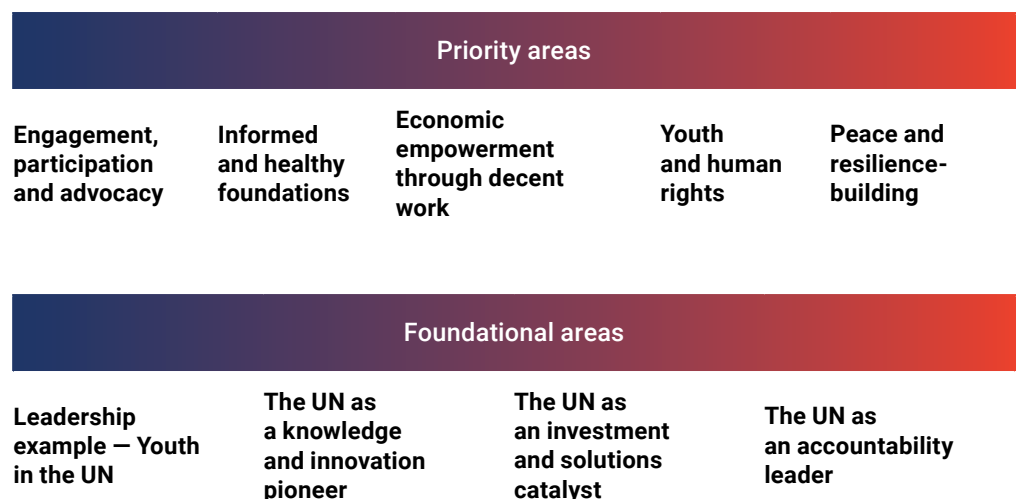 Priority areas
Engagement,
participation
and advocacy
Informed
and healthy
foundations
Economic
empowerment
through decent
work
Youth
and human
rights
Peace and
resilience-
building
Foundational areas
Leadership
example — Youth
in the UN
The UN as
a knowledge
and innovation
pioneer
The UN as
an investment
and solutions
catalyst
The UN as
an accountability
leader